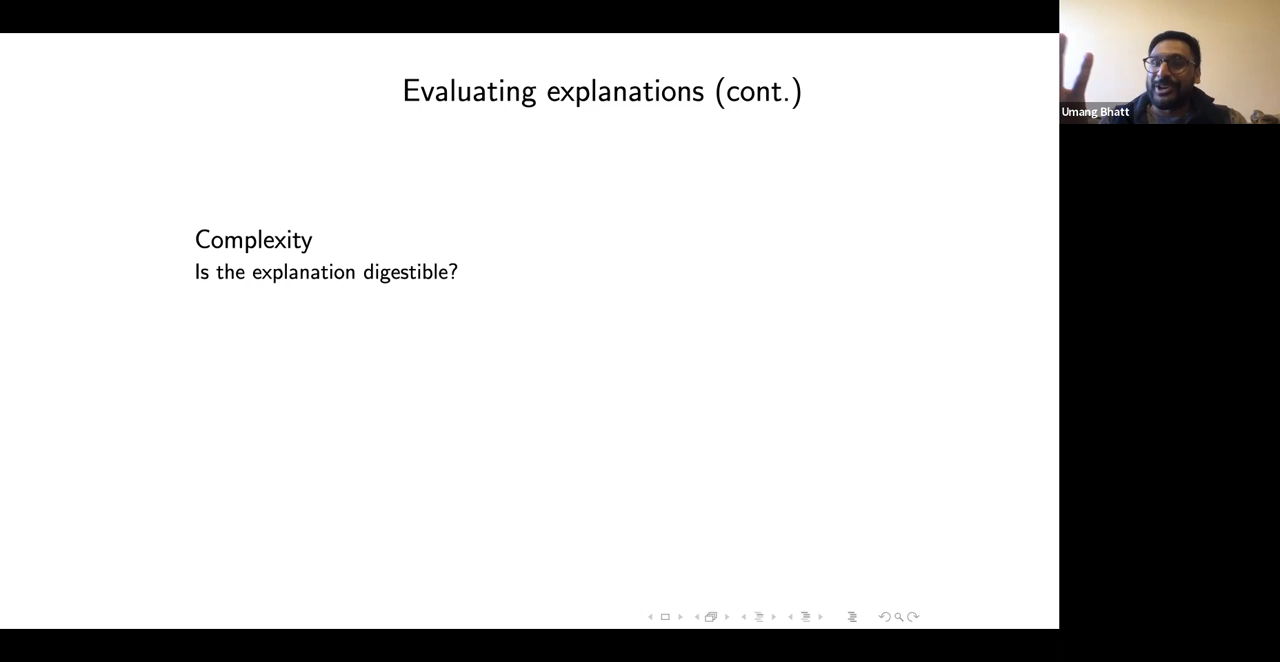 Evaluating explanations (cont.)
Umang Bhatt
Complexity
Is the explanation digestible?